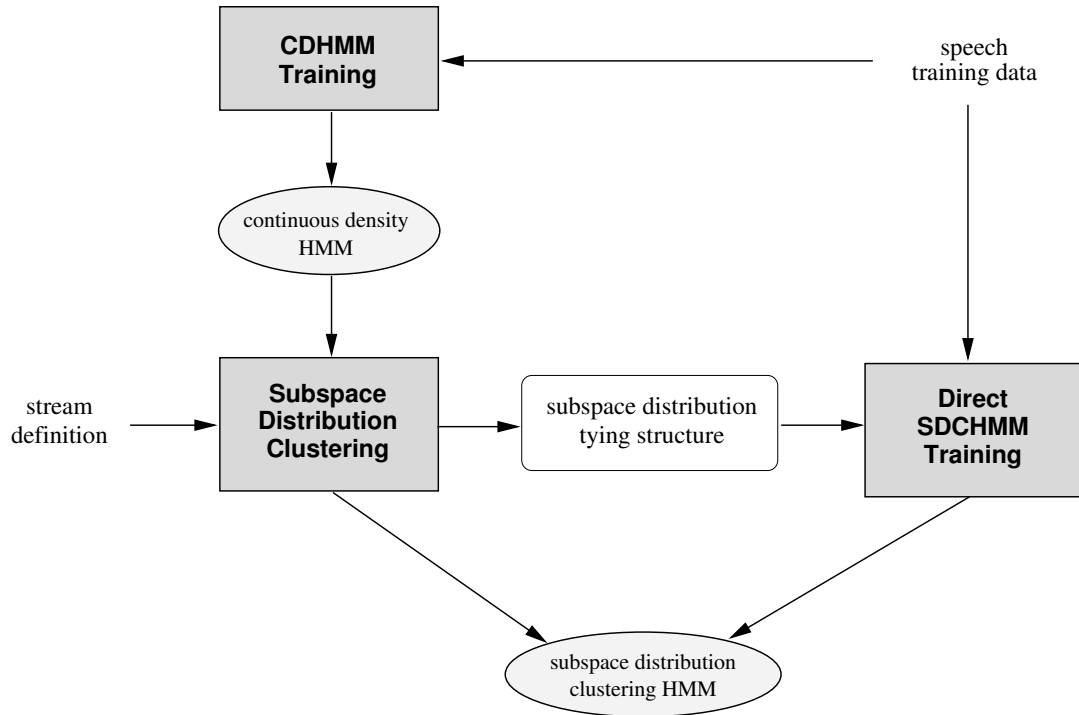 CDHMM
Training
speech
training data
continuous density
HMM
stream
definition
Subspace
Distribution
Clustering
subspace distribution
tying structure
Direct
SDCHMM
Training
subspace distribution
clustering HMM